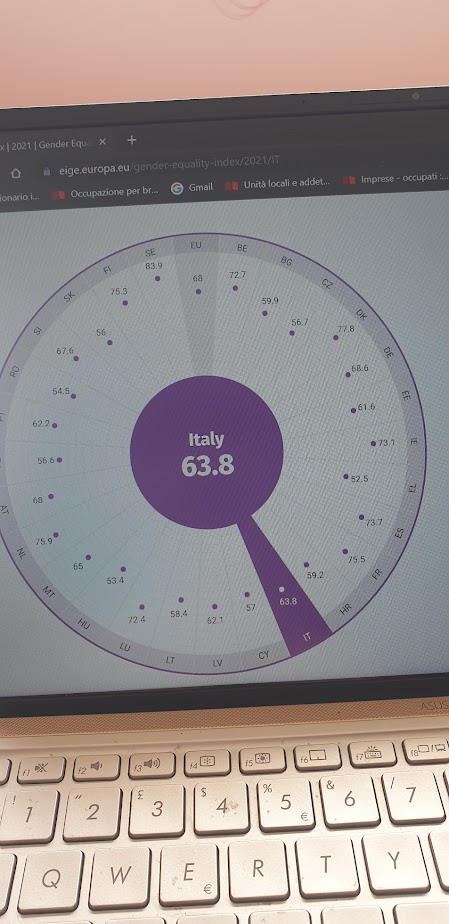 x | 2021 | Gender Equa
eige.europa.eu/gender-equality-index/2021/IT
ionario i...
Occupazione per br...
Gmail
Unità locali e addet...
Imprese - occupati :...
EU
68
BE
72.7
BG
59.9
CZ
56.7
DK
77.8
DE
68.6
EE
61.6
IE
73.1
EL
52.5
ES
73.7
FR
75.5
HR
59.2
IT
63.8
CY
57
LV
62.1
LT
58.4
LU
72.4
HU
53.4
MT
65
NL
75.9
AT
68
56.6
62.2
RO
54.5
SI
67.6
SK
56
FI
75.3
SE
83.9
Italy
63.8
ASUS
f1
f2
f3
f4
f5
f6
f7
f8
! 1
" 2
£ 3
$ 4
% 5 €
& 6
/ 7
Q
W
E €
R
T
Y